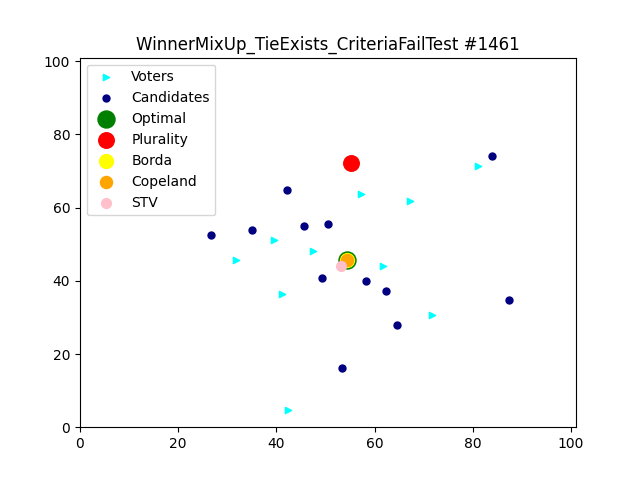 WinnerMixUp_TieExists_CriteriaFailTest #1461
100
80
60
40
20
0
0 20 40 60 80 100
Voters
Candidates
Optimal
Plurality
Borda
Copeland
STV